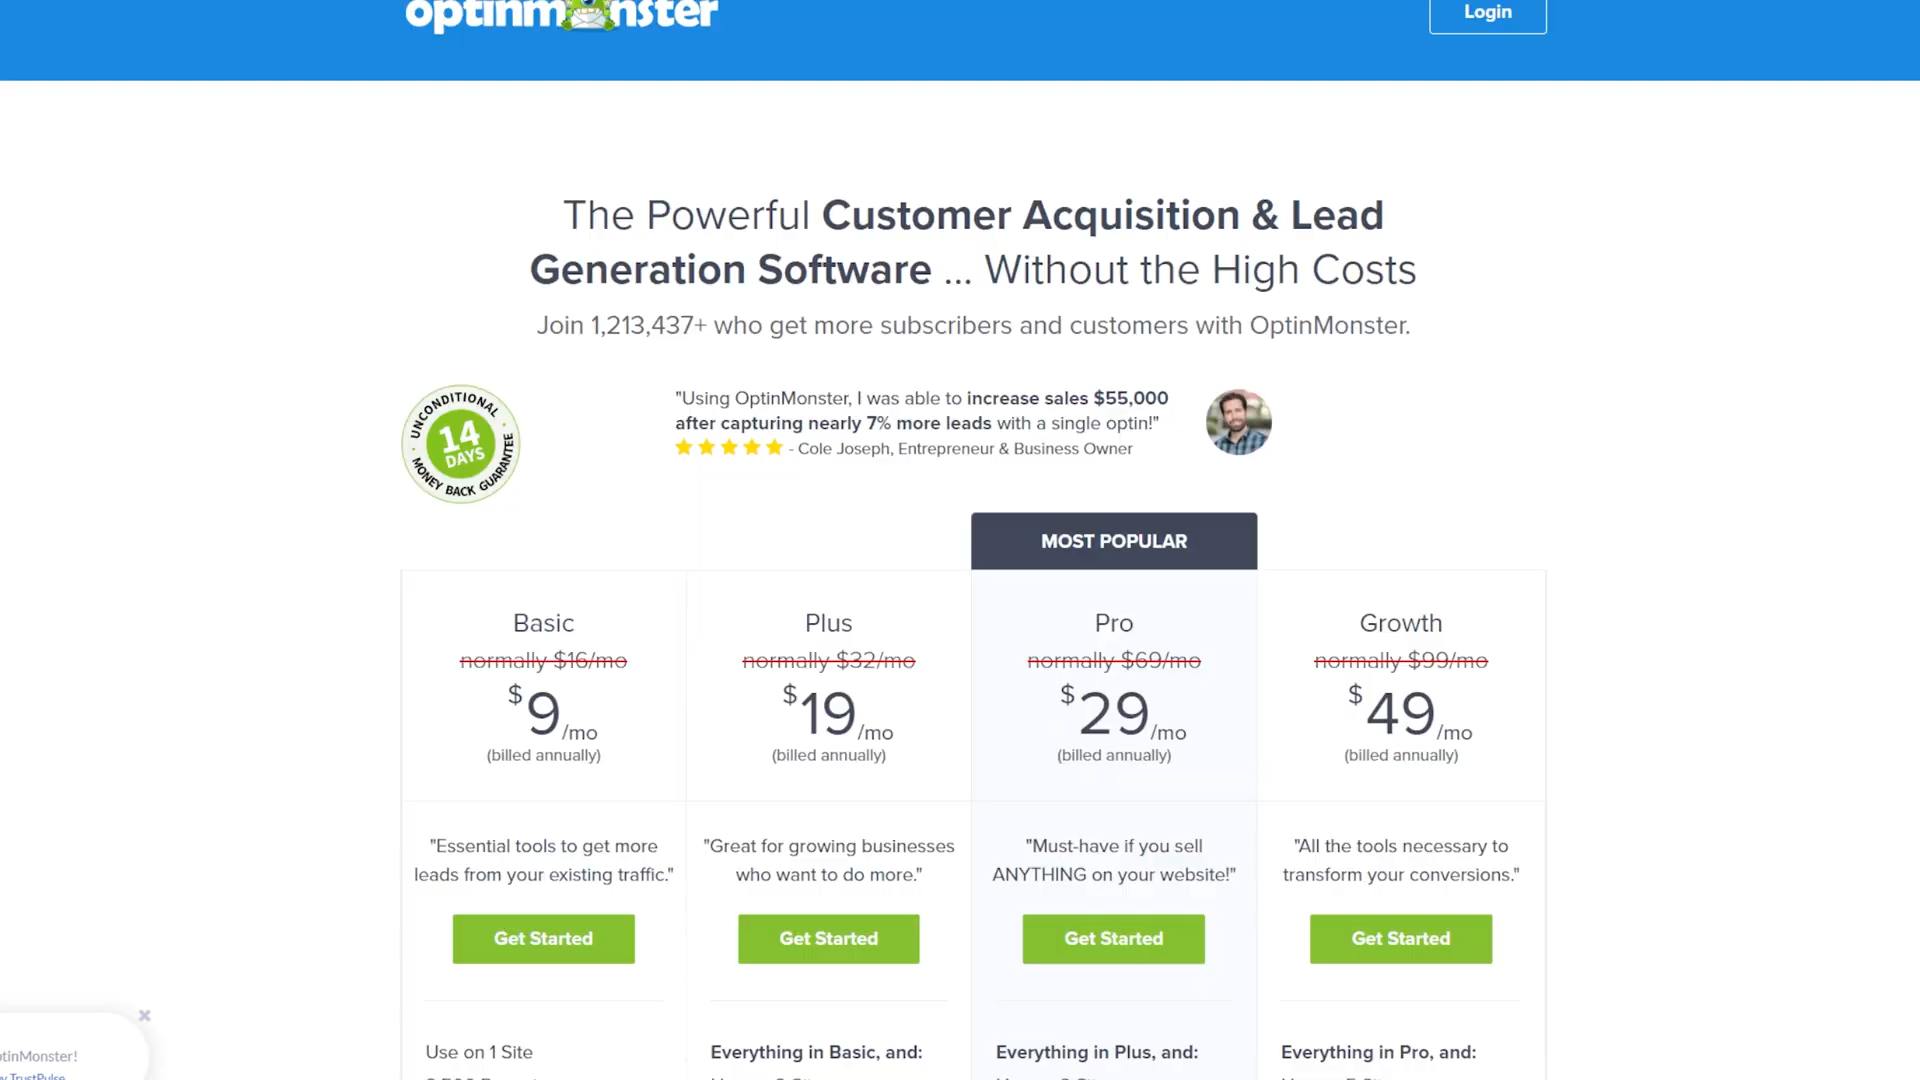 optinmonster
Login
The Powerful Customer Acquisition & Lead
Generation Software ... Without the High Costs
Join 1,213,437+ who get more subscribers and customers with OptinMonster.
UNCONDITIONAL
14
DAYS
MONEY BACK GUARANTEE
"Using OptinMonster, I was able to increase sales $55,000
after capturing nearly 7% more leads with a single optin!"
- Cole Joseph, Entrepreneur & Business Owner
MOST POPULAR
Basic
normally $16/mo
$9/mo
(billed annually)
"Essential tools to get more
leads from your existing traffic."
Get Started
Use on 1 Site
Plus
normally $32/mo
$19/mo
(billed annually)
"Great for growing businesses
who want to do more."
Get Started
Everything in Basic, and:
Pro
normally $69/mo
$29/mo
(billed annually)
"Must-have if you sell
ANYTHING on your website!"
Get Started
Everything in Plus, and:
Growth
normally $99/mo
$49/mo
(billed annually)
"All the tools necessary to
transform your conversions."
Get Started
Everything in Pro, and:
tinMonster!
TrustPulse